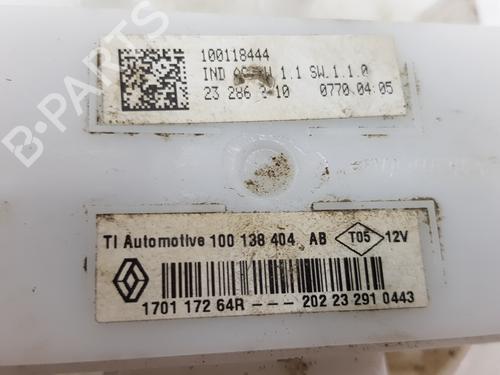 100118444
IND 1.1 SW.1.1.0
23 286 10 0770.04:05
TI Automotive 100 138 404 AB T05 12V
1701 172 64R --- 202 23 291 0443
B-Parts